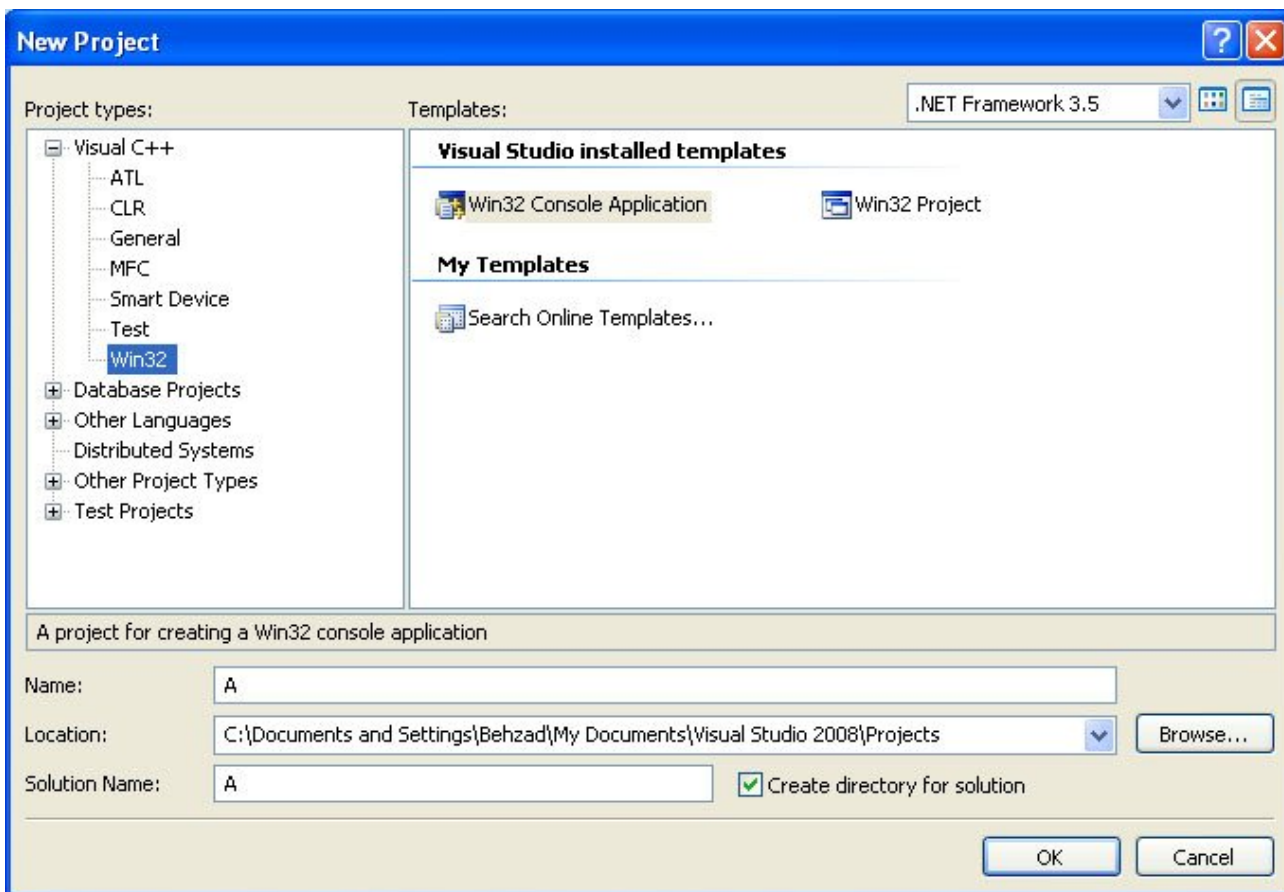 New Project
Project types:
Templates:
.NET Framework 3.5
Visual C++
ATL
CLR
General
MFC
Smart Device
Test
Win32
Database Projects
Other Languages
Distributed Systems
Other Project Types
Test Projects
Visual Studio installed templates
Win32 Console Application
Win32 Project
My Templates
Search Online Templates...
A project for creating a Win32 console application
Name:
A
Location:
C:\Documents and Settings\Behzad\My Documents\Visual Studio 2008\Projects
Browse...
Solution Name:
A
Create directory for solution
OK
Cancel